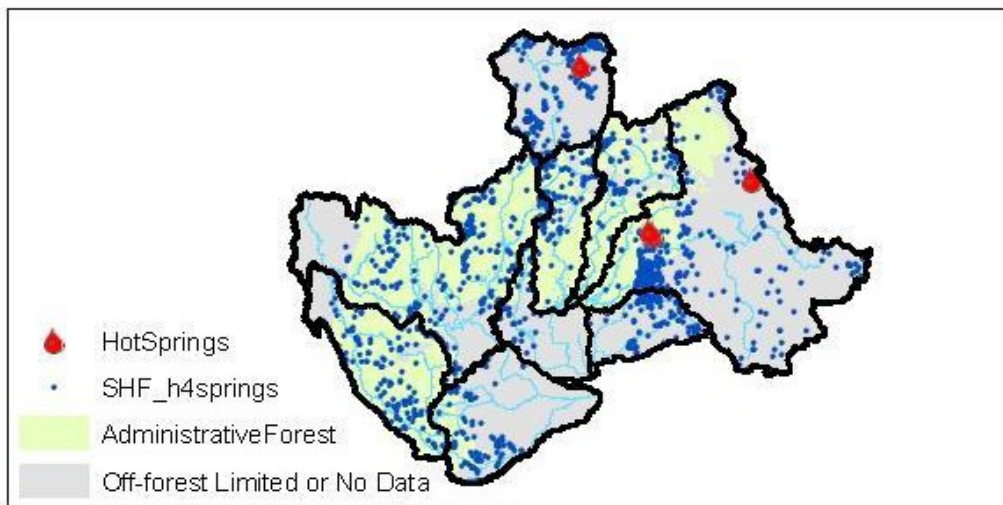 HotSprings
SHF_h4springs
AdministrativeForest
Off-forest Limited or No Data